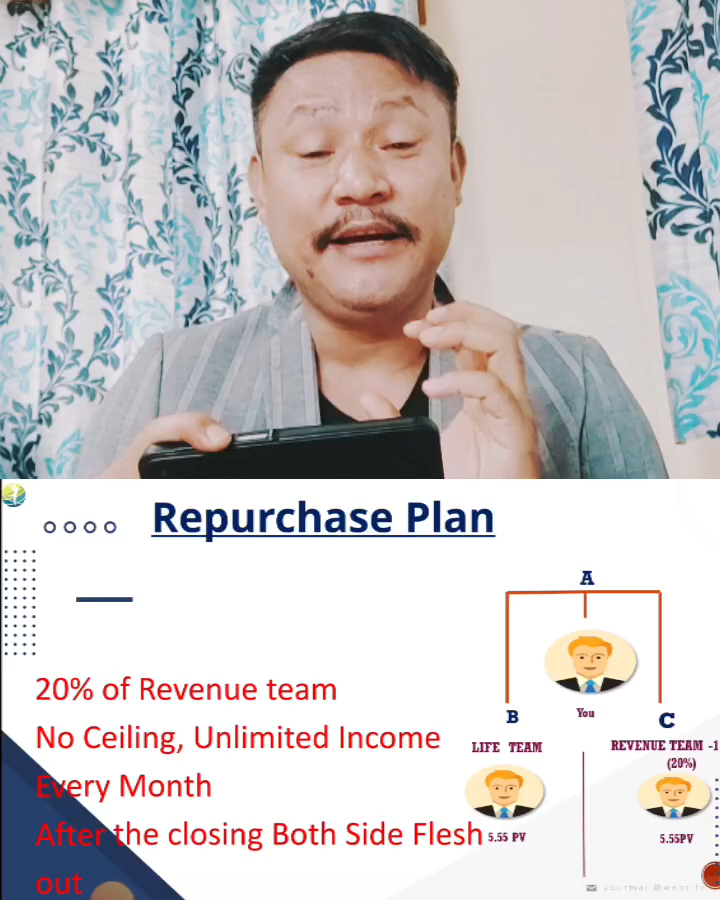 Repurchase Plan
A
You
B
C
LIFE TEAM
REVENUE TEAM -1
(20%)
5.55 PV
5.55PV
20% of Revenue team
No Ceiling, Unlimited Income
Every Month
After the closing Both Side Flesh
out